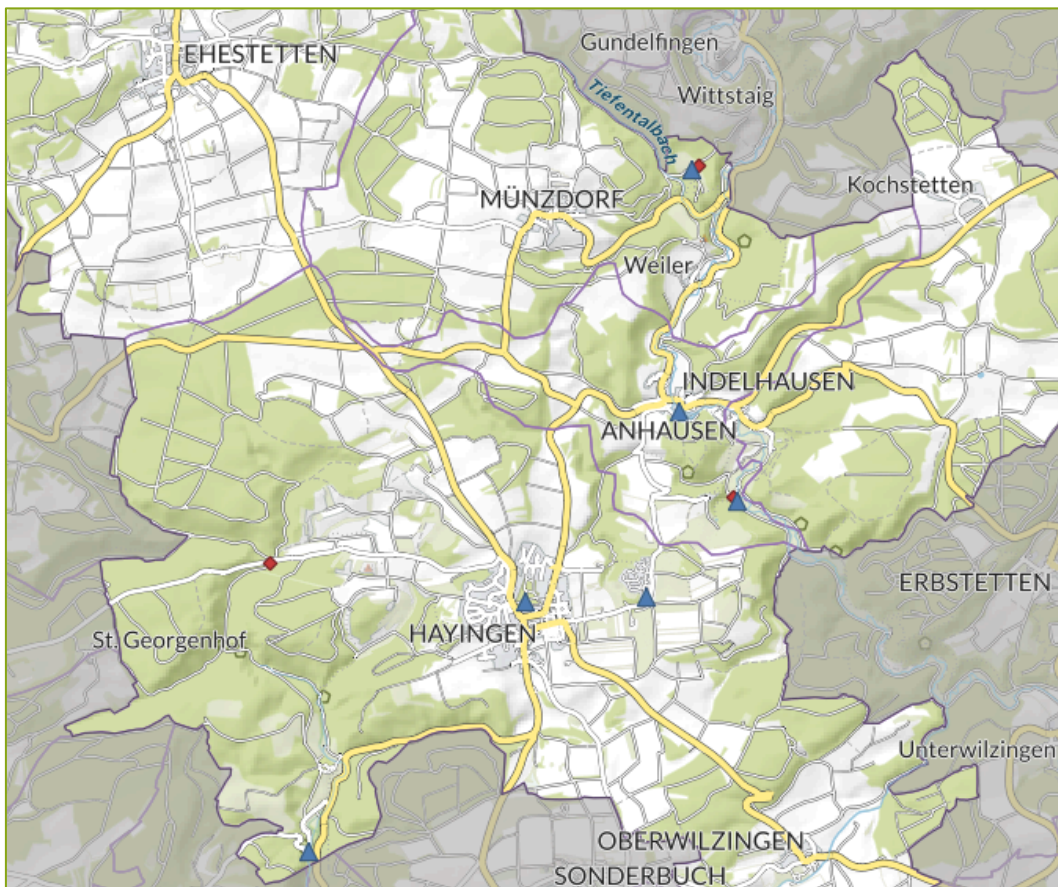 EHESTETTEN
Gundelfingen
Wittstaig
Tiefentalbach
Kochstetten
MÜNZDORF
Weiler
INDELHAUSEN
ANHAUSEN
ERBSTETTEN
HAYINGEN
St. Georgenhof
Unterwilzingen
OBERWILZINGEN
SONDERBUCH